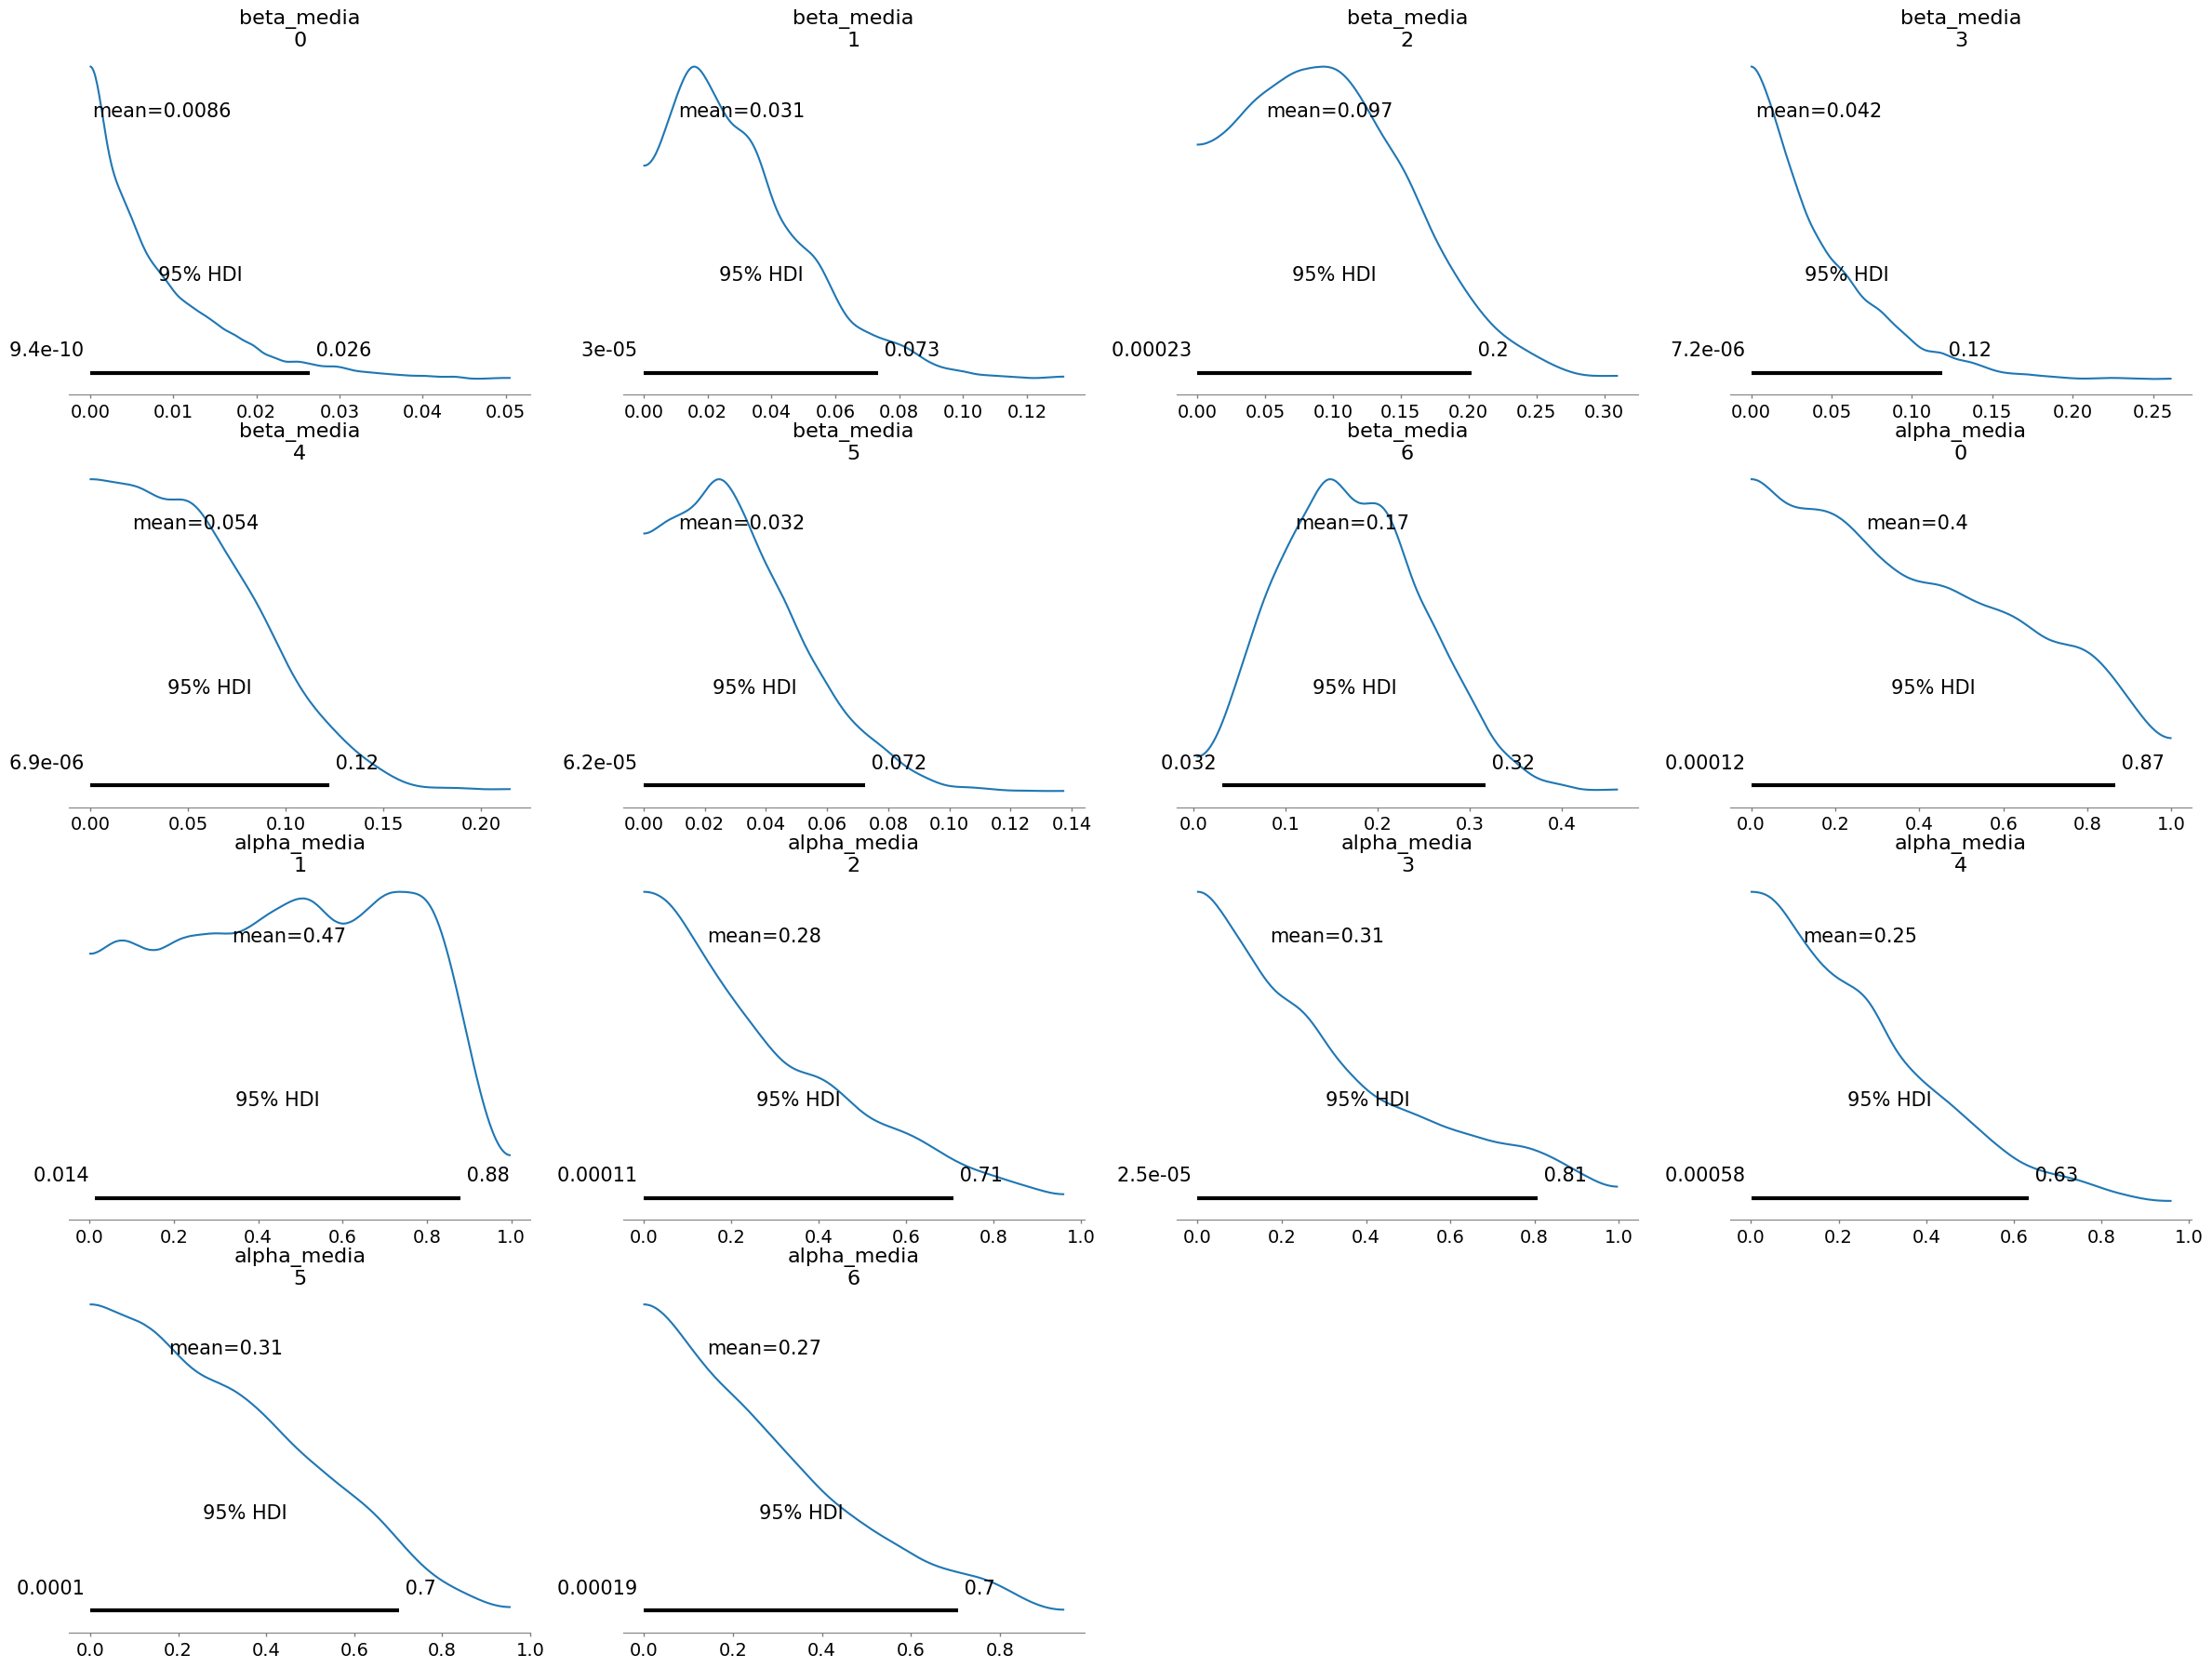 beta_media
0
mean=0.0086
95% HDI
9.4e-10
0.026
0.00 0.01 0.02 0.03 0.04 0.05
beta_media
1
mean=0.031
95% HDI
3e-05
0.073
0.00 0.02 0.04 0.06 0.08 0.10 0.12
beta_media
2
mean=0.097
95% HDI
0.00023
0.2
0.00 0.05 0.10 0.15 0.20 0.25 0.30
beta_media
3
mean=0.042
95% HDI
7.2e-06
0.12
0.00 0.05 0.10 0.15 0.20 0.25
beta_media
4
mean=0.054
95% HDI
6.9e-06
0.12
0.00 0.05 0.10 0.15 0.20
beta_media
5
mean=0.032
95% HDI
6.2e-05
0.072
0.00 0.02 0.04 0.06 0.08 0.10 0.12 0.14
beta_media
6
mean=0.17
95% HDI
0.032
0.32
0.0 0.1 0.2 0.3 0.4
alpha_media
0
mean=0.4
95% HDI
0.00012
0.87
0.0 0.2 0.4 0.6 0.8 1.0
alpha_media
1
mean=0.47
95% HDI
0.014
0.88
0.0 0.2 0.4 0.6 0.8 1.0
alpha_media
2
mean=0.28
95% HDI
0.00011
0.71
0.0 0.2 0.4 0.6 0.8 1.0
alpha_media
3
mean=0.31
95% HDI
2.5e-05
0.81
0.0 0.2 0.4 0.6 0.8 1.0
alpha_media
4
mean=0.25
95% HDI
0.00058
0.63
0.0 0.2 0.4 0.6 0.8 1.0
alpha_media
5
mean=0.31
95% HDI
0.0001
0.7
0.0 0.2 0.4 0.6 0.8 1.0
alpha_media
6
mean=0.27
95% HDI
0.00019
0.7
0.0 0.2 0.4 0.6 0.8